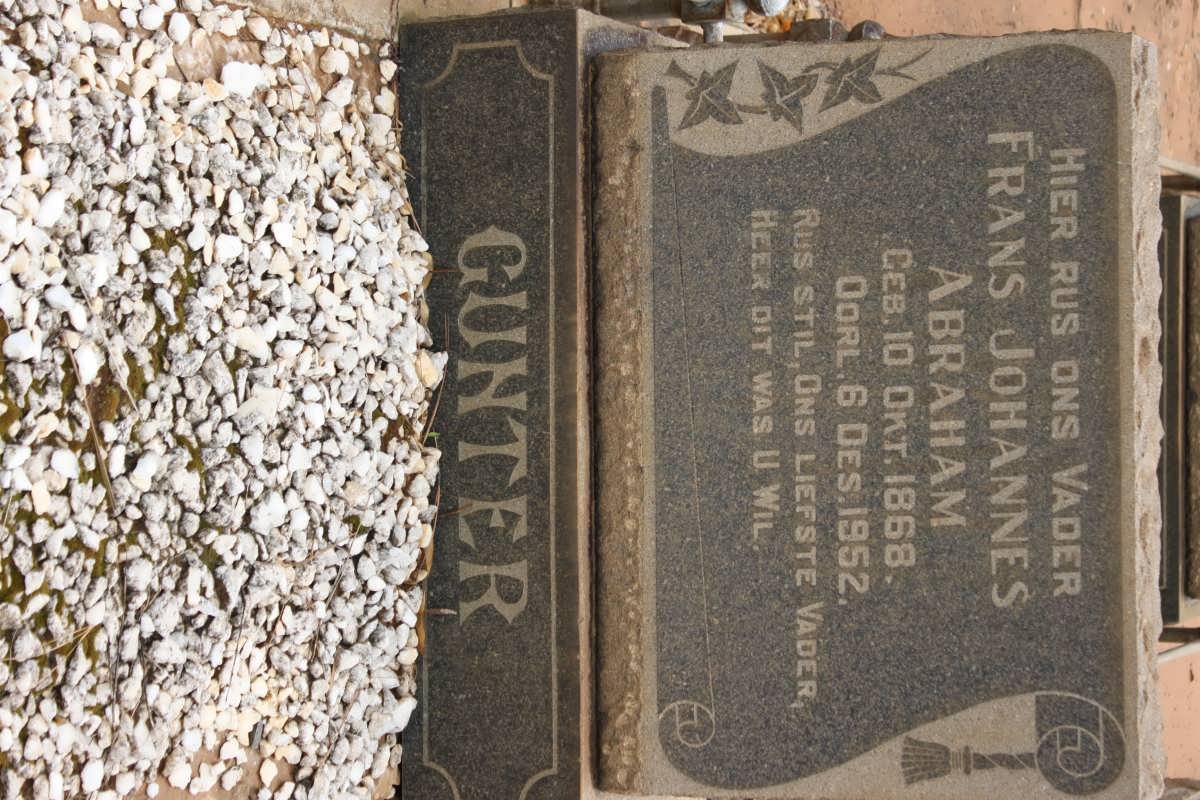 HIER RUS ONS VADER
FRANS JOHANNES
ABRAHAM
GEB. 10 OKT. 1868.
OORL. 6 DES. 1952.
RUS STIL ONS LIEFSTE VADER,
HEER DIT WAS U WIL.
GUNTER